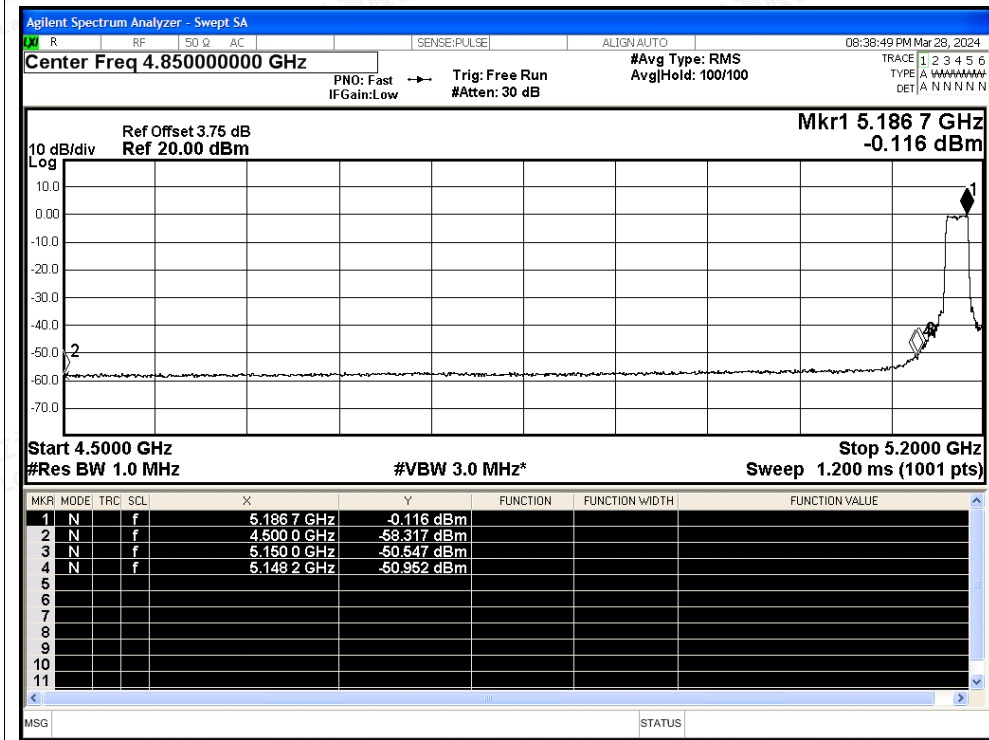 Agilent Spectrum Analyzer - Swept SA
LXI R RF 50 Ω AC SENSE:PULSE ALIGN AUTO 08:38:49 PM Mar 28, 2024
Center Freq 4.850000000 GHz #Avg Type: RMS TRACE 1 2 3 4 5 6
PNO: Fast Trig: Free Run Avg|Hold: 100/100 TYPE A WWWWW
IFGain:Low #Atten: 30 dB DET A N N N N N
Mkr1 5.186 7 GHz
Ref Offset 3.75 dB
10 dB/div Ref 20.00 dBm -0.116 dBm
Log
1
10.0
0.00
-10.0
-20.0
-30.0
-40.0
-50.0 2
-60.0
-70.0
Start 4.5000 GHz Stop 5.2000 GHz
#Res BW 1.0 MHz #VBW 3.0 MHz* Sweep 1.200 ms (1001 pts)
MKR MODE TRC SCL X Y FUNCTION FUNCTION WIDTH FUNCTION VALUE
1 N f 5.186 7 GHz -0.116 dBm
2 N f 4.500 0 GHz -58.317 dBm
3 N f 5.150 0 GHz -50.547 dBm
4 N f 5.148 2 GHz -50.952 dBm
5
6
7
8
9
10
11
MSG STATUS